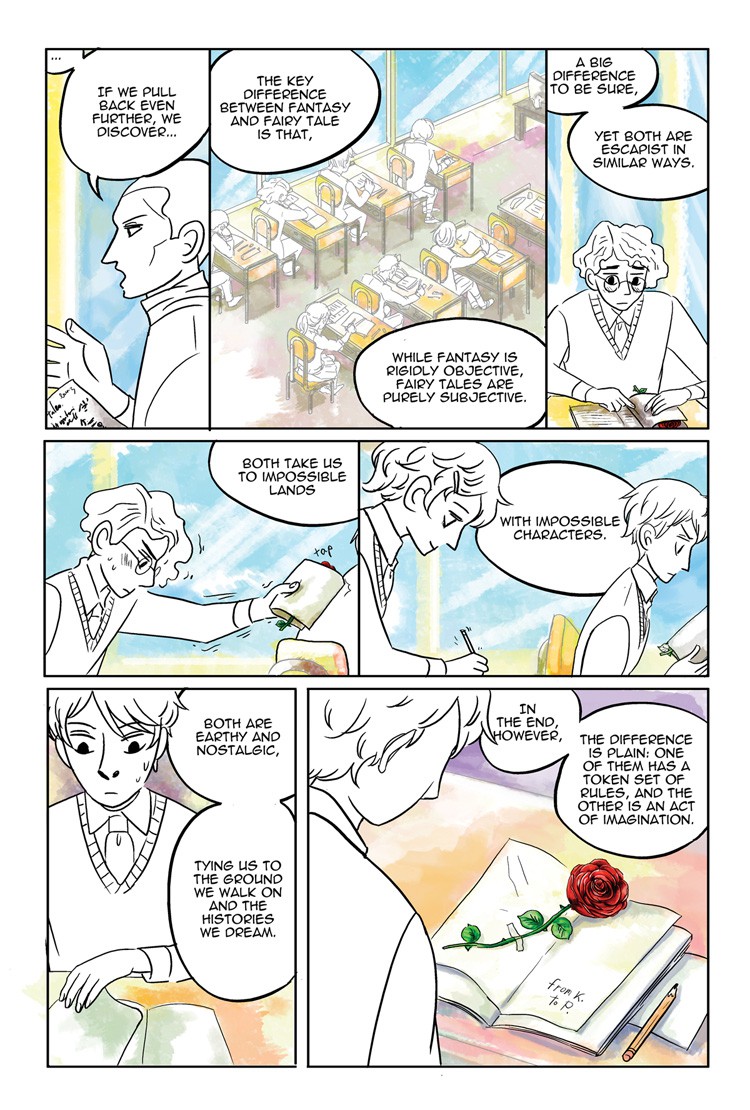 ...
IF WE PULL
BACK EVEN
FURTHER, WE
DISCOVER...
THE KEY
DIFFERENCE
BETWEEN FANTASY
AND FAIRY TALE
IS THAT,
WHILE FANTASY IS
RIGIDLY OBJECTIVE,
FAIRY TALES ARE
PURELY SUBJECTIVE.
A BIG
DIFFERENCE
TO BE SURE,
YET BOTH ARE
ESCAPIST IN
SIMILAR WAYS.
BOTH TAKE US
TO IMPOSSIBLE
LANDS
tap
WITH IMPOSSIBLE
CHARACTERS.
BOTH ARE
EARTHY AND
NOSTALGIC,
TYING US TO
THE GROUND
WE WALK ON
AND THE
HISTORIES
WE DREAM.
IN
THE END,
HOWEVER,
THE DIFFERENCE
IS PLAIN: ONE
OF THEM HAS A
TOKEN SET OF
RULES, AND THE
OTHER IS AN ACT
OF IMAGINATION.
from K.
to P.